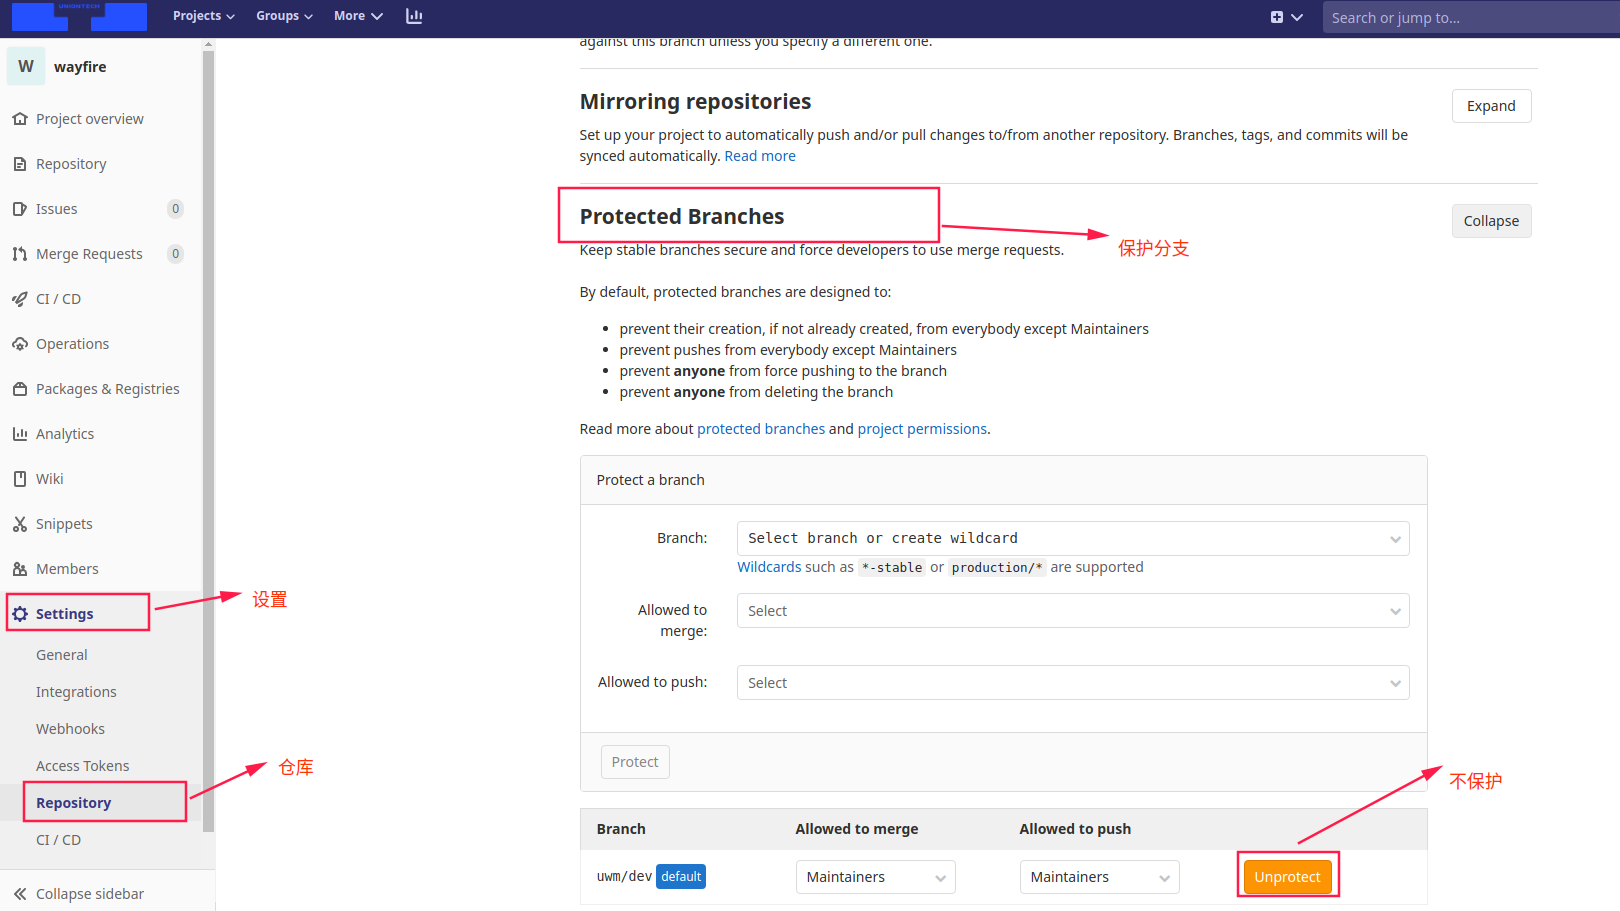 UNIONTECH
Projects
Groups
More
Search or jump to...
W
wayfire
Project overview
Repository
Issues
0
Merge Requests
0
CI / CD
Operations
Packages & Registries
Analytics
Wiki
Snippets
Members
Settings
设置
General
Integrations
Webhooks
Access Tokens
Repository
仓库
CI / CD
Collapse sidebar
against this branch unless you specify a different one.
Mirroring repositories
Expand
Set up your project to automatically push and/or pull changes to/from another repository. Branches, tags, and commits will be
synced automatically. Read more
Protected Branches
Collapse
保护分支
Keep stable branches secure and force developers to use merge requests.
By default, protected branches are designed to:
prevent their creation, if not already created, from everybody except Maintainers
prevent pushes from everybody except Maintainers
prevent anyone from force pushing to the branch
prevent anyone from deleting the branch
Read more about protected branches and project permissions.
Protect a branch
Branch:
Select branch or create wildcard
Wildcards such as *-stable or production/* are supported
Allowed to
merge:
Select
Allowed to push:
Select
Protect
不保护
Branch
Allowed to merge
Allowed to push
uwm/dev default
Maintainers
Maintainers
Unprotect